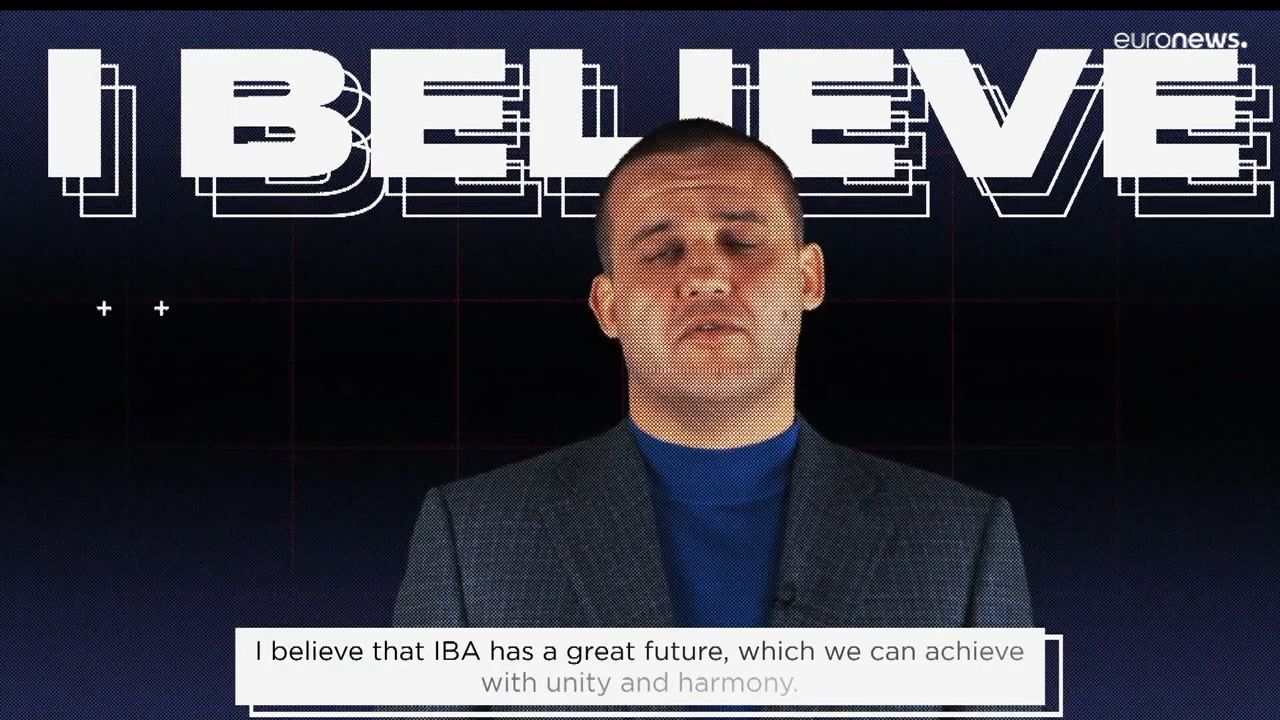 euronews.
I BELIEVE
I believe that IBA has a great future, which we can achieve
with unity and harmony.